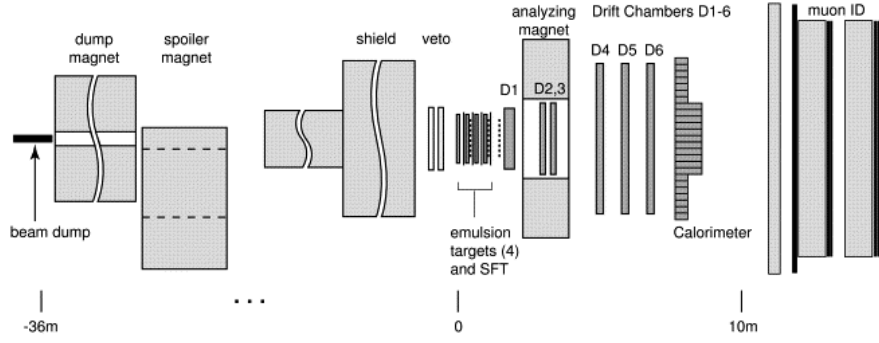 dump
magnet
spoiler
magnet
shield
veto
analyzing
magnet
Drift Chambers D1-6
muon ID
D1
D2,3
D4
D5
D6
beam dump
emulsion
targets (4)
and SFT
Calorimeter
...
-36m
0
10m